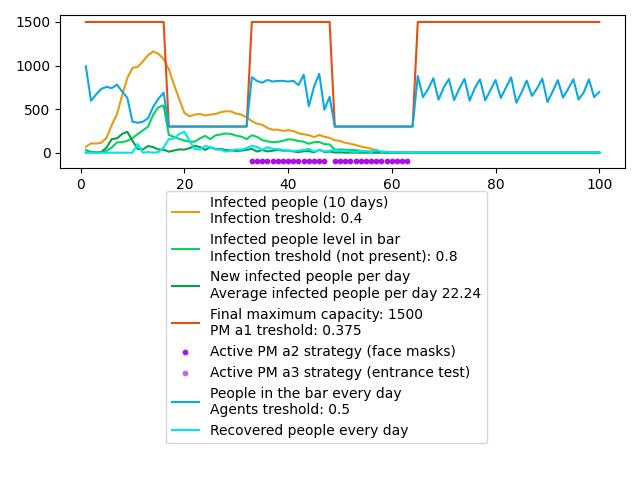 1500
1000
500
0
0 20 40 60 80 100
Infected people (10 days)
Infection treshold: 0.4
Infected people level in bar
Infection treshold (not present): 0.8
New infected people per day
Average infected people per day 22.24
Final maximum capacity: 1500
PM a1 treshold: 0.375
Active PM a2 strategy (face masks)
Active PM a3 strategy (entrance test)
People in the bar every day
Agents treshold: 0.5
Recovered people every day